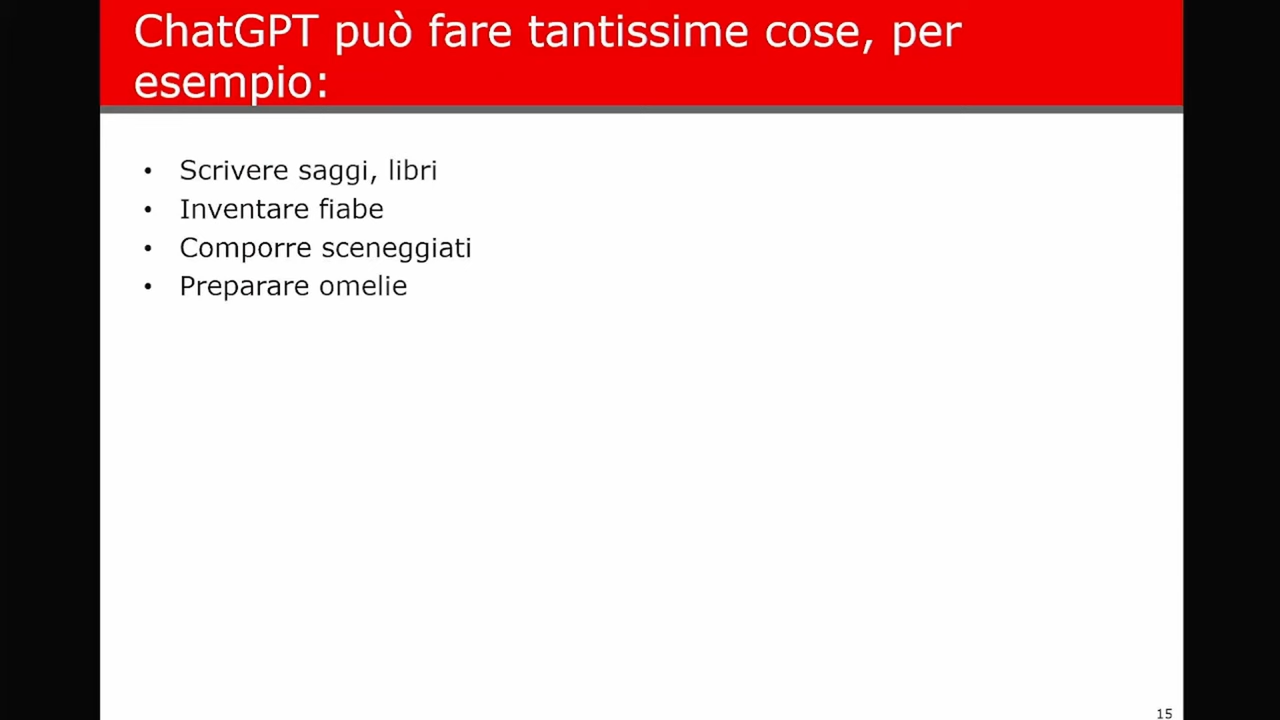 ChatGPT può fare tantissime cose, per
esempio:
• Scrivere saggi, libri
• Inventare fiabe
• Comporre sceneggiati
• Preparare omelie
15